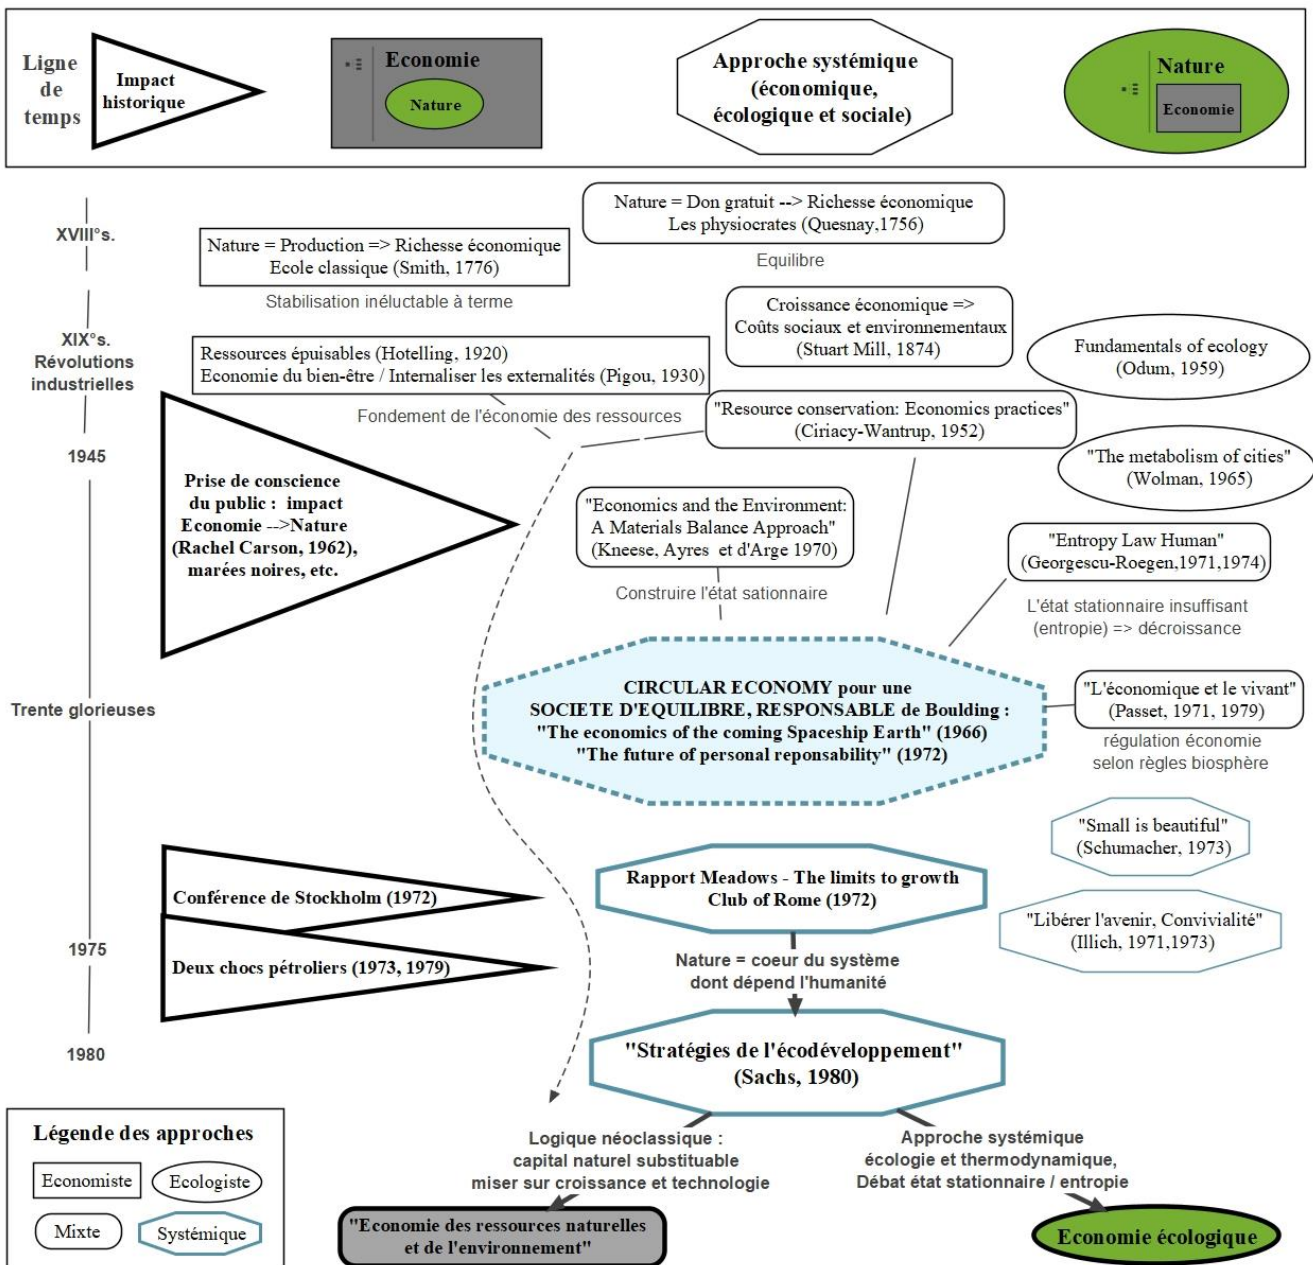 Ligne
de
temps
Impact
historique
Economie
Nature
Approche systémique
(économique,
écologique et sociale)
Nature
Economie
XVIII°s.
Nature = Don gratuit --> Richesse économique
Les physiocrates (Quesnay,1756)
Equilibre
Nature = Production => Richesse économique
Ecole classique (Smith, 1776)
Stabilisation inéluctable à terme
XIX°s.
Révolutions
industrielles
Croissance économique =>
Coûts sociaux et environnementaux
(Stuart Mill, 1874)
Ressources épuisables (Hotelling, 1920)
Economie du bien-être / Internaliser les externalités (Pigou, 1930)
Fondement de l'économie des ressources
Fundamentals of ecology
(Odum, 1959)
"Resource conservation: Economics practices"
(Ciriacy-Wantrup, 1952)
1945
"The metabolism of cities"
(Wolman, 1965)
Prise de conscience
du public :  impact
Economie -->Nature
(Rachel Carson, 1962),
marées noires, etc.
"Economics and the Environment:
A Materials Balance Approach"
(Kneese, Ayres  et d'Arge 1970)
Construire l'état sationnaire
"Entropy Law Human"
(Georgescu-Roegen,1971,1974)
L'état stationnaire insuffisant
(entropie) => décroissance
Trente glorieuses
CIRCULAR ECONOMY pour une
SOCIETE D'EQUILIBRE, RESPONSABLE de Boulding :
"The economics of the coming Spaceship Earth" (1966)
"The future of personal reponsability" (1972)
"L'économique et le vivant"
(Passet, 1971, 1979)
régulation économie
selon règles biosphère
"Small is beautiful"
(Schumacher, 1973)
Conférence de Stockholm (1972)
Rapport Meadows - The limits to growth
Club of Rome (1972)
"Libérer l'avenir, Convivialité"
(Illich, 1971,1973)
1975
Deux chocs pétroliers (1973, 1979)
Nature = coeur du système
dont dépend l'humanité
1980
"Stratégies de l'écodéveloppement"
(Sachs, 1980)
Logique néoclassique :
capital naturel substituable
miser sur croissance et technologie
Approche systémique
écologie et thermodynamique,
Débat état stationnaire / entropie
"Economie des ressources naturelles
et de l'environnement"
Economie écologique
Légende des approches
Economiste
Ecologiste
Mixte
Systémique